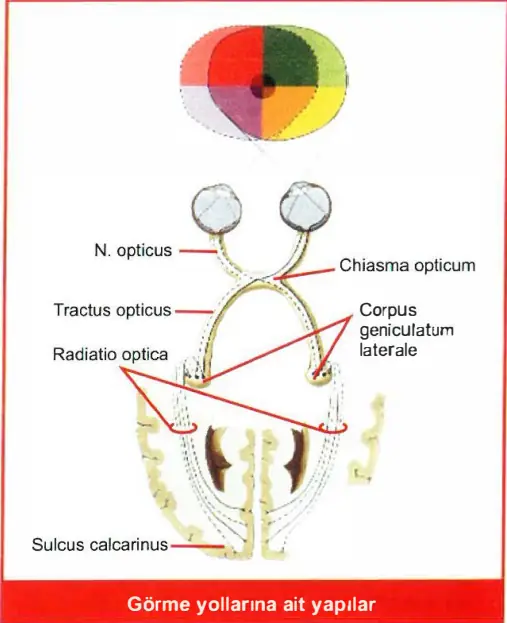 N. opticus
Chiasma opticum
Tractus opticus
Corpus
geniculatum
laterale
Radiatio optica
Sulcus calcarinus
Görme yollarına ait yapılar